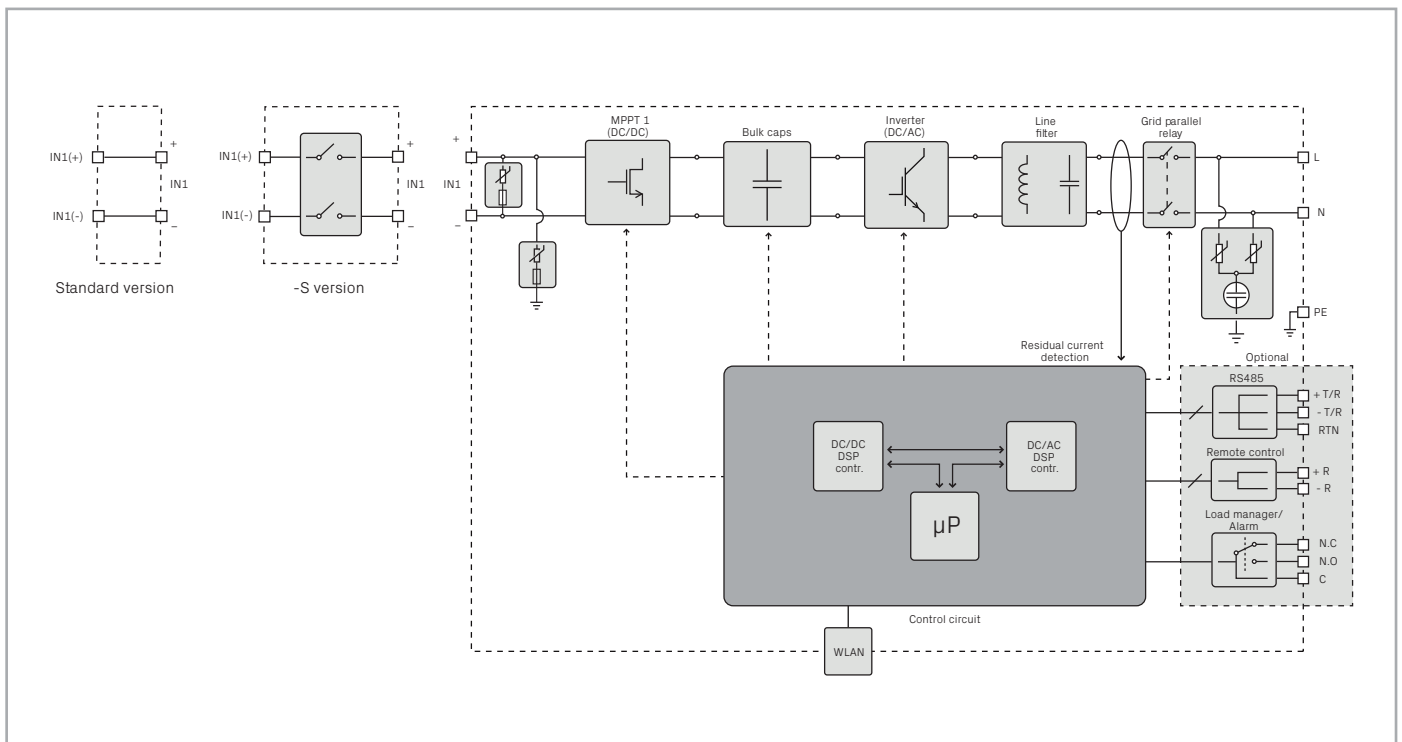 IN1(+)
IN1(-)
+
IN1
–
Standard version
IN1(+)
IN1(-)
+
IN1
–
-S version
+
IN1
–
MPPT 1
(DC/DC)
Bulk caps
Inverter
(DC/AC)
Line
filter
Grid parallel
relay
L
N
PE
Residual current
detection
Optional
RS485
+ T/R
- T/R
RTN
Remote control
+ R
- R
Load manager/
Alarm
N.C
N.O
C
DC/DC
DSP
contr.
DC/AC
DSP
contr.
µP
Control circuit
WLAN